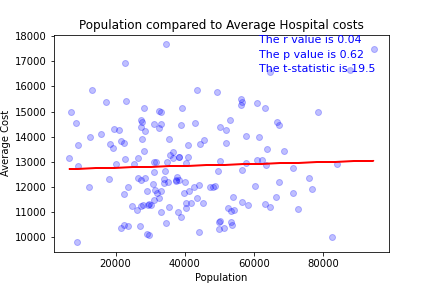 Population compared to Average Hospital costs
The r value is 0.04
The p value is 0.62
The t-statistic is 19.5
Average Cost
18000
17000
16000
15000
14000
13000
12000
11000
10000
20000 40000 60000 80000
Population